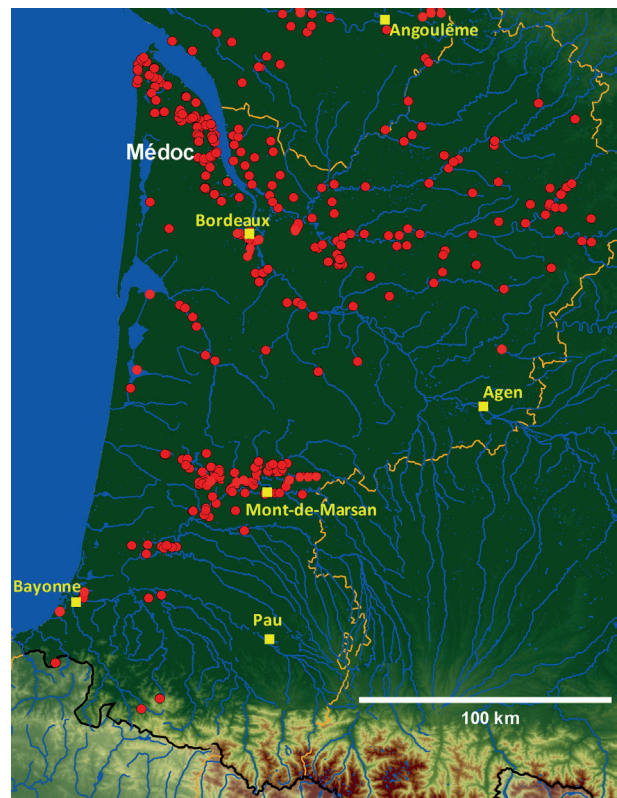 Angoulême
Médoc
Bordeaux
Agen
Mont-de-Marsan
Bayonne
Pau
100 km